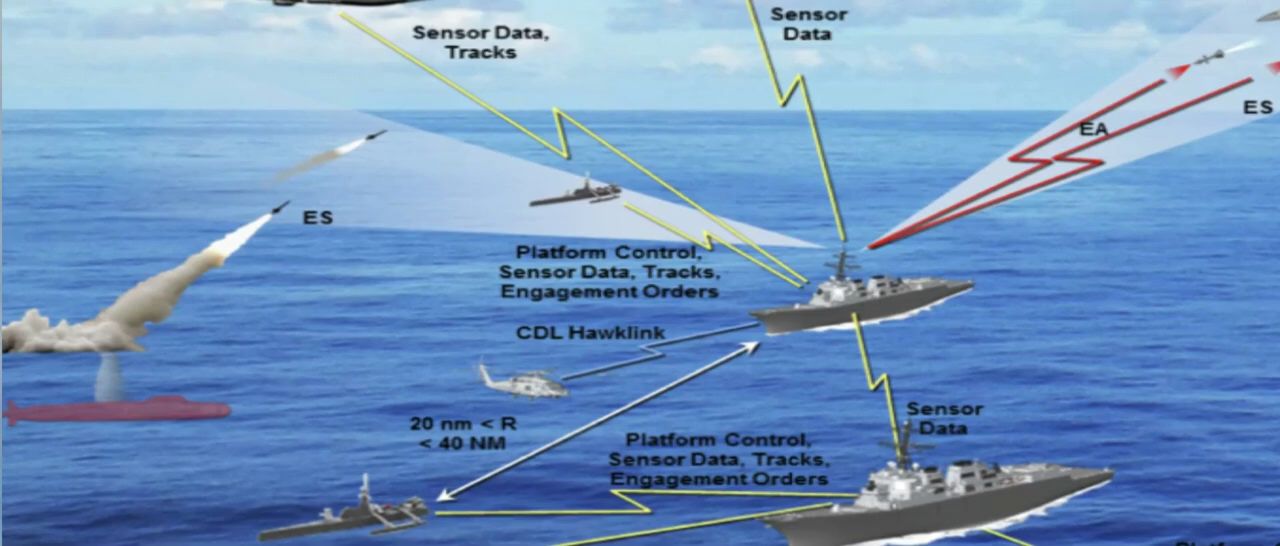 Sensor Data,
Tracks
Sensor
Data
ES
EA
ES
Platform Control,
Sensor Data, Tracks,
Engagement Orders
CDL Hawklink
20 nm < R
< 40 NM
Sensor
Data
Platform Control,
Sensor Data, Tracks,
Engagement Orders